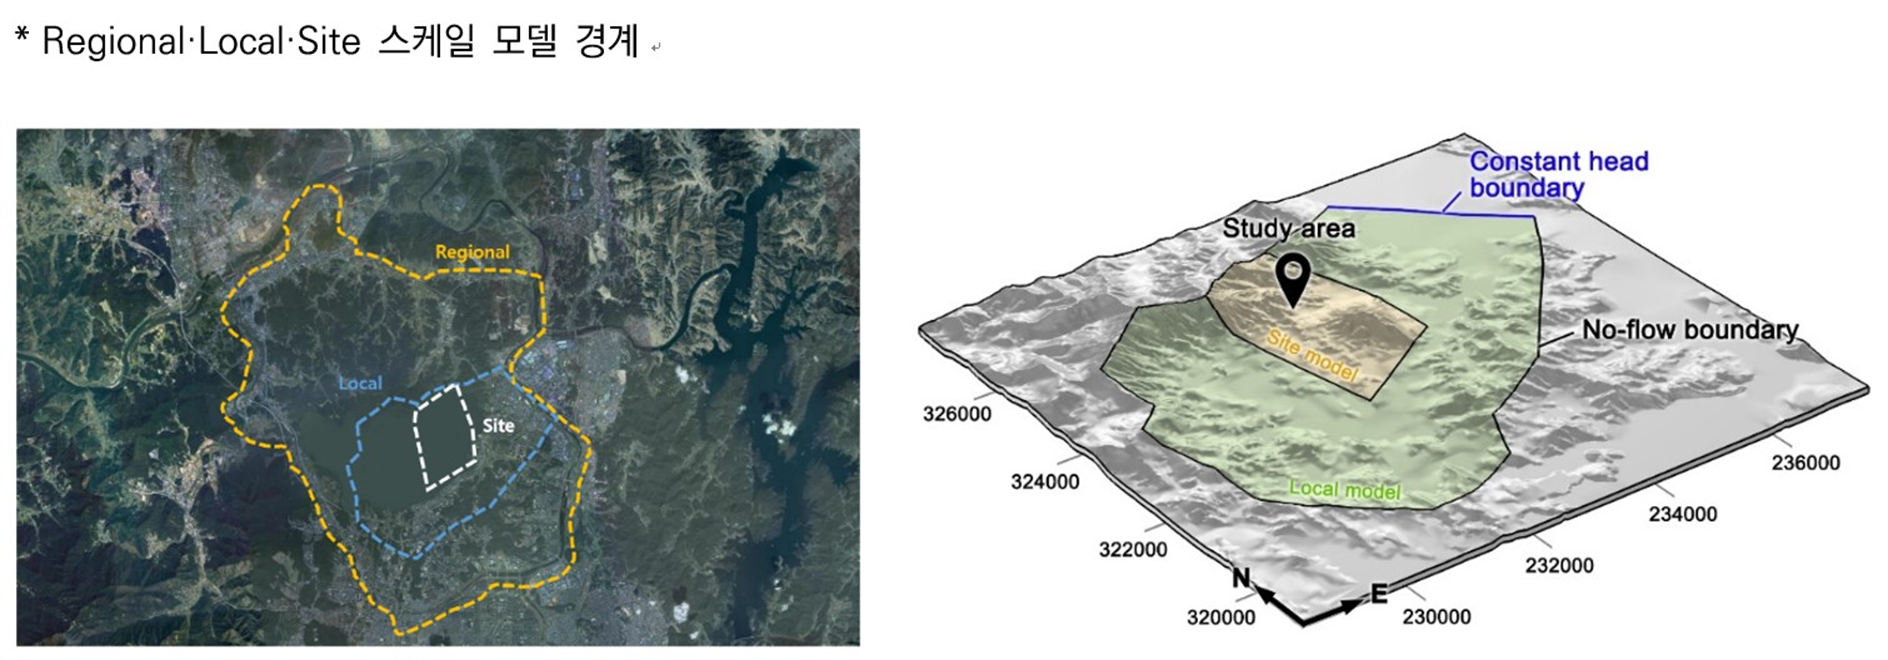 * Regional·Local·Site 스케일 모델 경계
Regional
Local
Site
Constant head
boundary
Study area
Site model
No-flow boundary
Local model
326000
324000
322000
320000
N
E
230000
232000
234000
236000